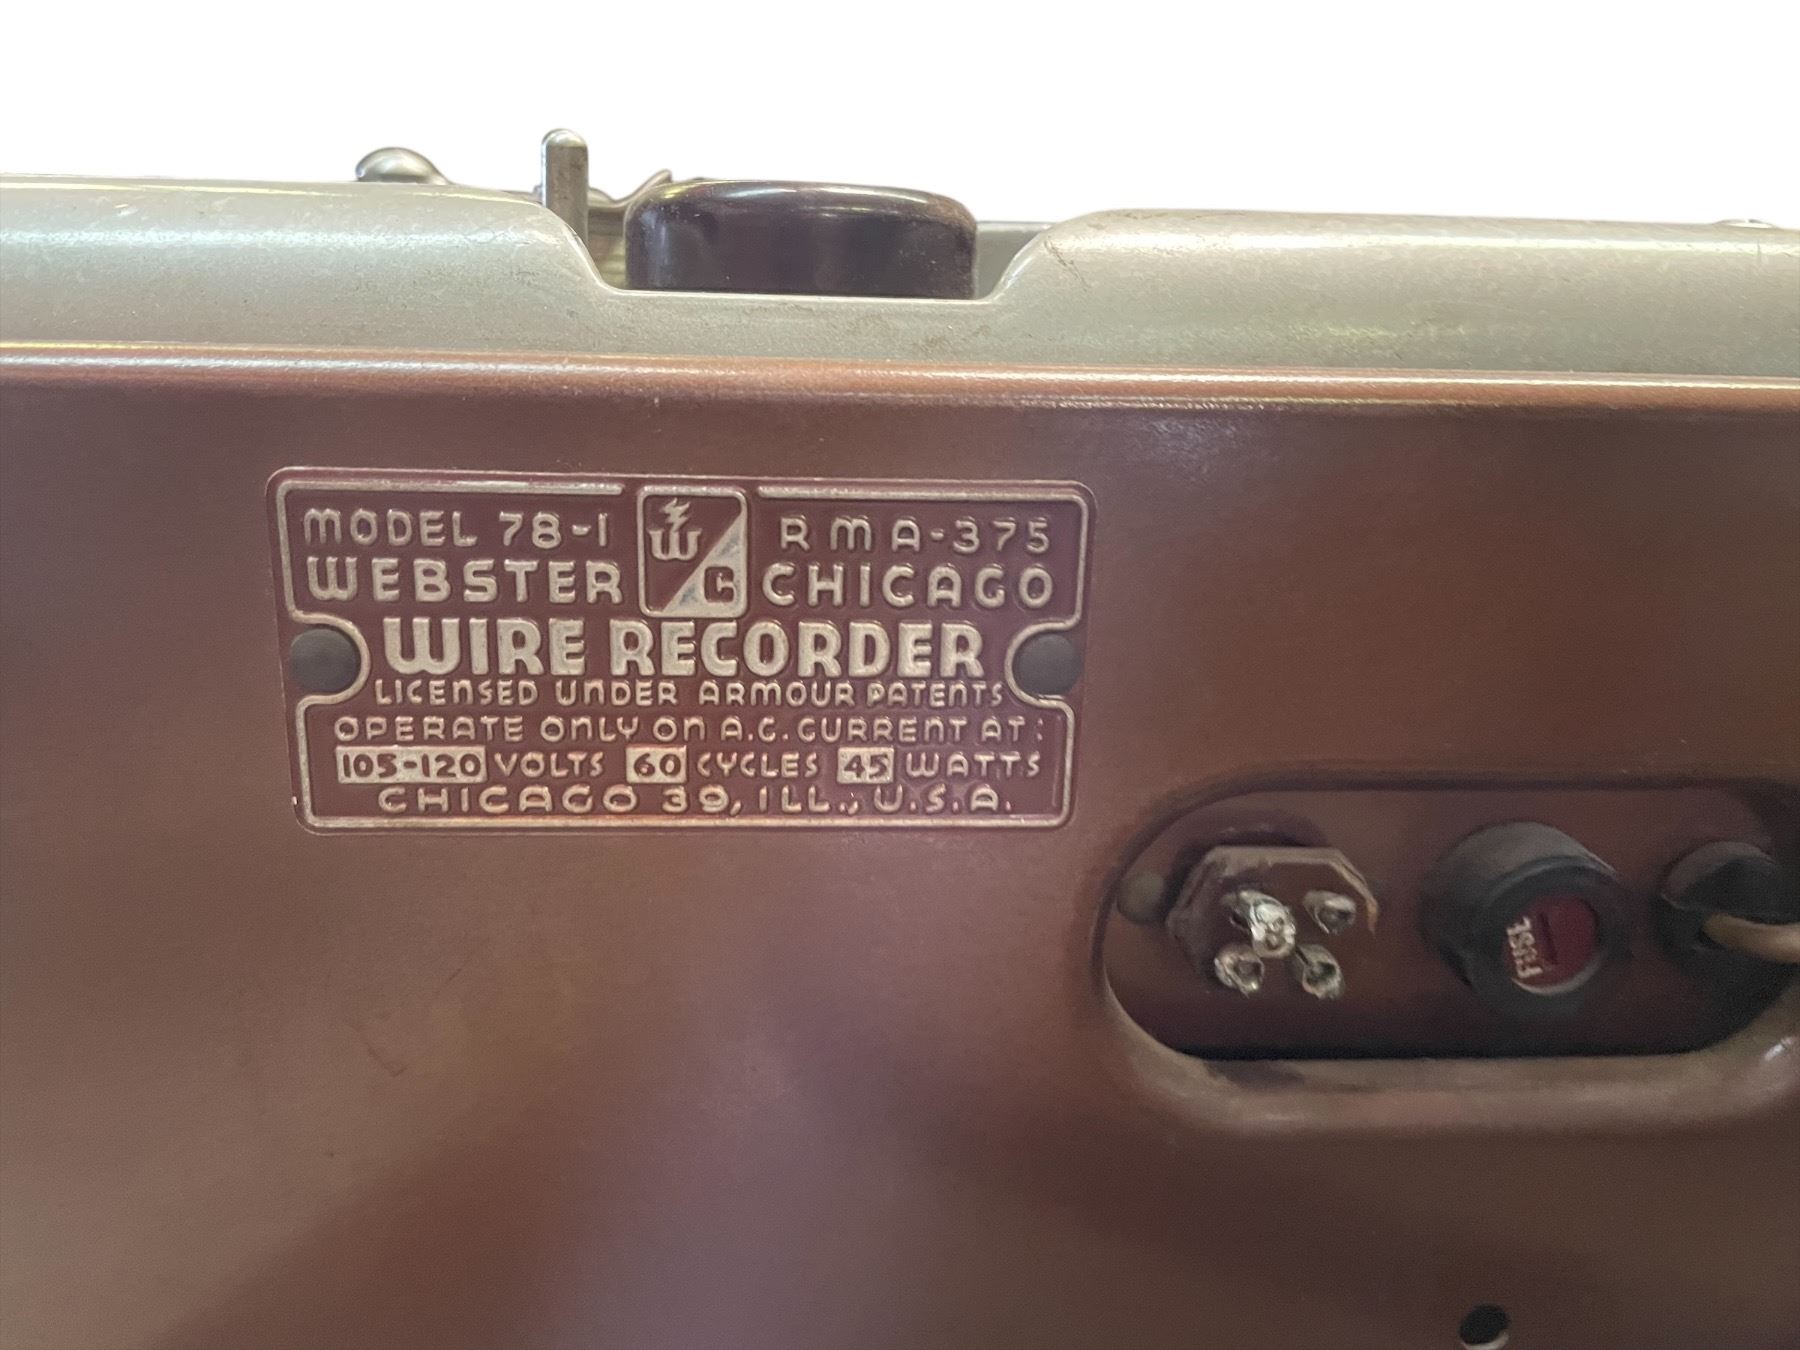 MODEL 78-1 W C RMA-375
WEBSTER CHICAGO
WIRE RECORDER
LICENSED UNDER ARMOUR PATENTS
OPERATE ONLY ON A.C. CURRENT AT:
105-120 VOLTS 60 CYCLES 45 WATTS
CHICAGO 39, ILL., U.S.A.
FUSE